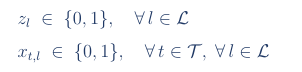 z_l ∈ {0,1}, ∀ l ∈ ℒ
x_{t,l} ∈ {0,1}, ∀ t ∈ 𝒯, ∀ l ∈ ℒ